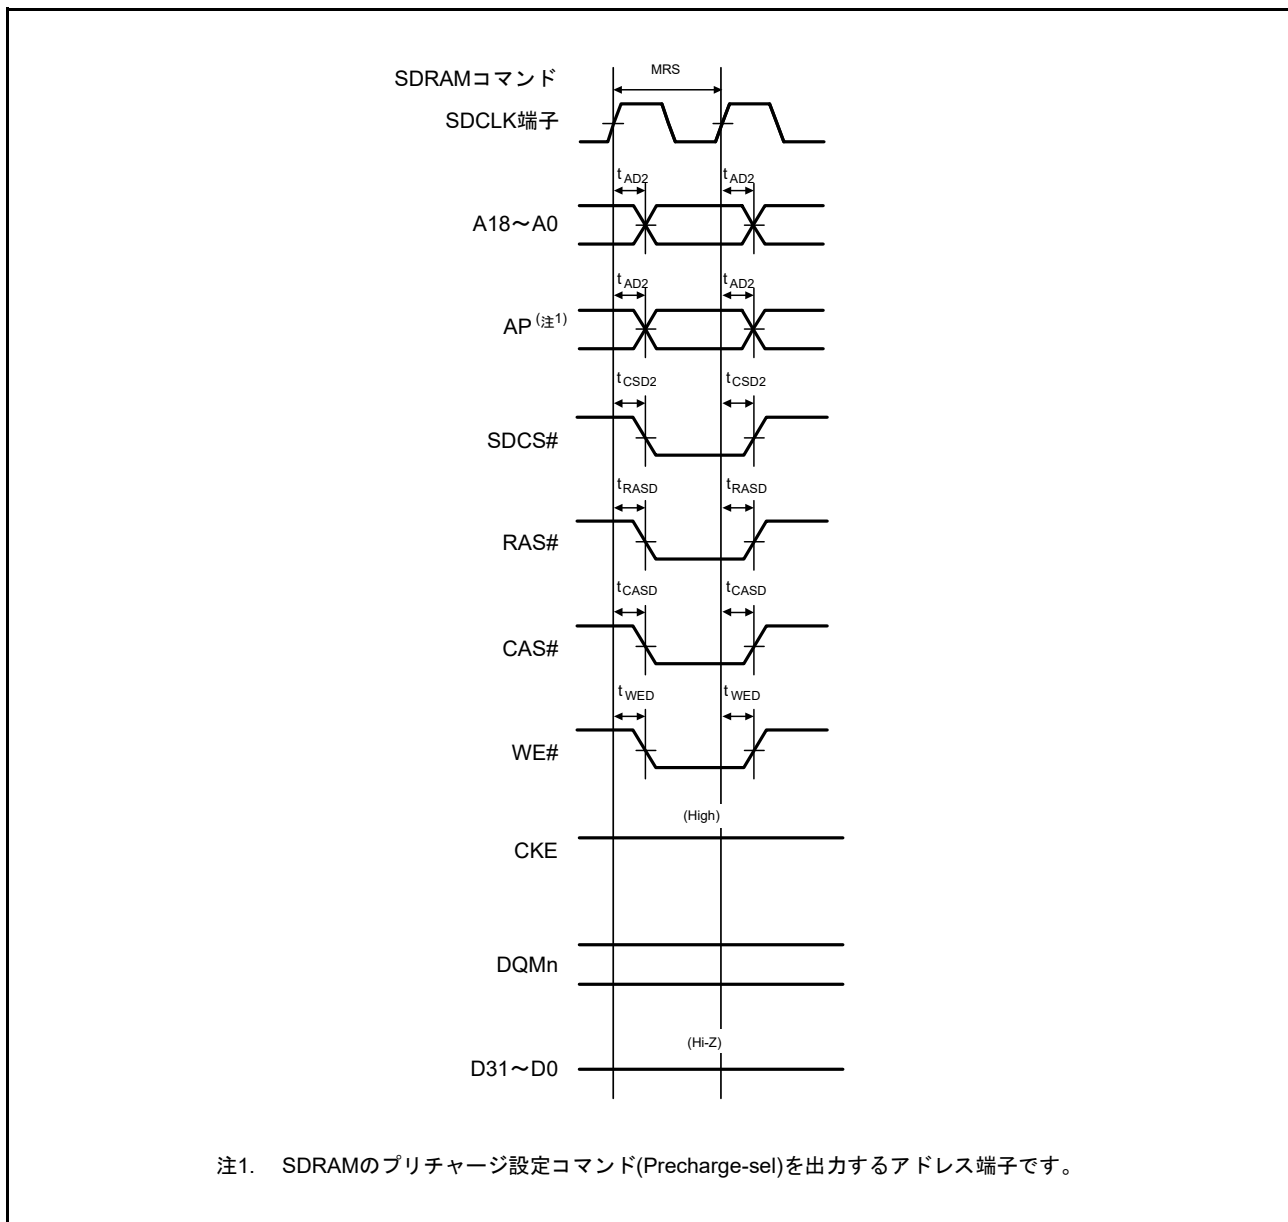 SDRAMコマンド MRS
SDCLK端子
tAD2 tAD2
A18～A0
tAD2 tAD2
AP(注1)
tCSD2 tCSD2
SDCS#
tRASD tRASD
RAS#
tCASD tCASD
CAS#
tWED tWED
WE#
(High)
CKE
DQMn
(Hi-Z)
D31～D0
注1. SDRAMのプリチャージ設定コマンド(Precharge-sel)を出力するアドレス端子です。